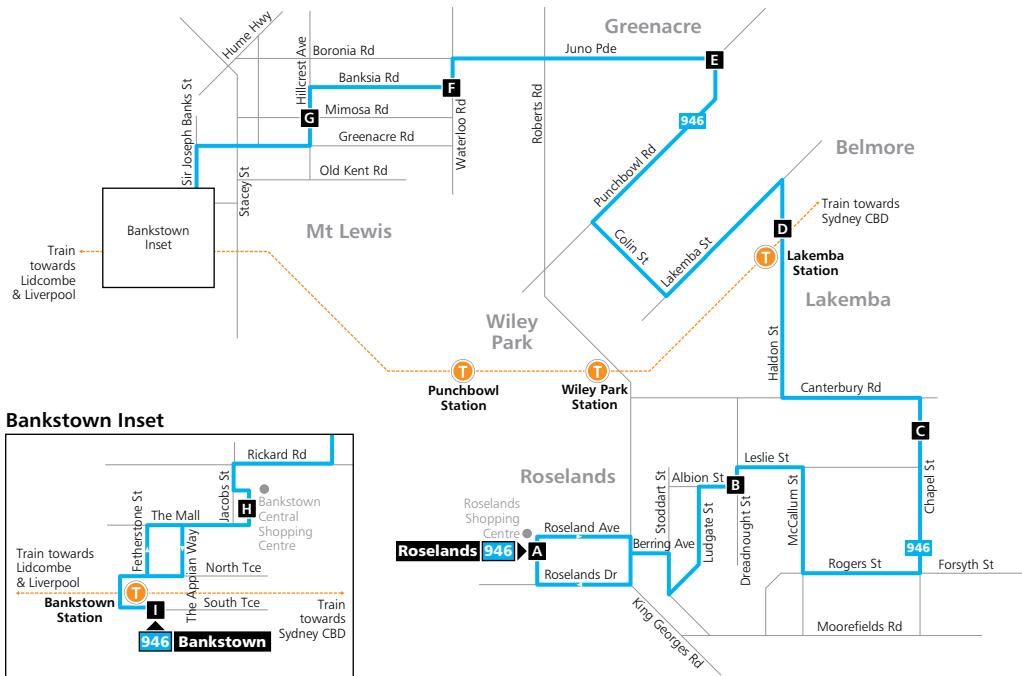 Greenacre
Hume Hwy
Hillcrest Ave
Boronia Rd
Juno Pde
E
Banksia Rd
F
Sir Joseph Banks St
Mimosa Rd
G
Waterloo Rd
Roberts Rd
946
Greenacre Rd
Belmore
Old Kent Rd
Stacey St
Punchbowl Rd
Train towards
Sydney CBD
Bankstown
Inset
Mt Lewis
D
Colin St
Lakemba St
Train
towards
Lidcombe
& Liverpool
T
Lakemba
Station
Lakemba
Wiley
Park
Haldon St
T
T
Punchbowl
Station
Wiley Park
Station
Canterbury Rd
C
Bankstown Inset
Rickard Rd
Jacobs St
Bankstown
Central
Shopping
Centre
H
Fetherstone St
The Mall
The Appian Way
Train towards
Lidcombe
& Liverpool
North Tce
T
Bankstown
Station
I
South Tce
Train
towards
Sydney CBD
946 Bankstown
Roselands
Roselands
Shopping
Centre
Stoddart St
Albion St
B
Leslie St
McCallum St
Chapel St
Ludgate St
Dreadnought St
Roseland Ave
Roselands 946
A
Berring Ave
946
Roselands Dr
Rogers St
Forsyth St
King Georges Rd
Moorefields Rd